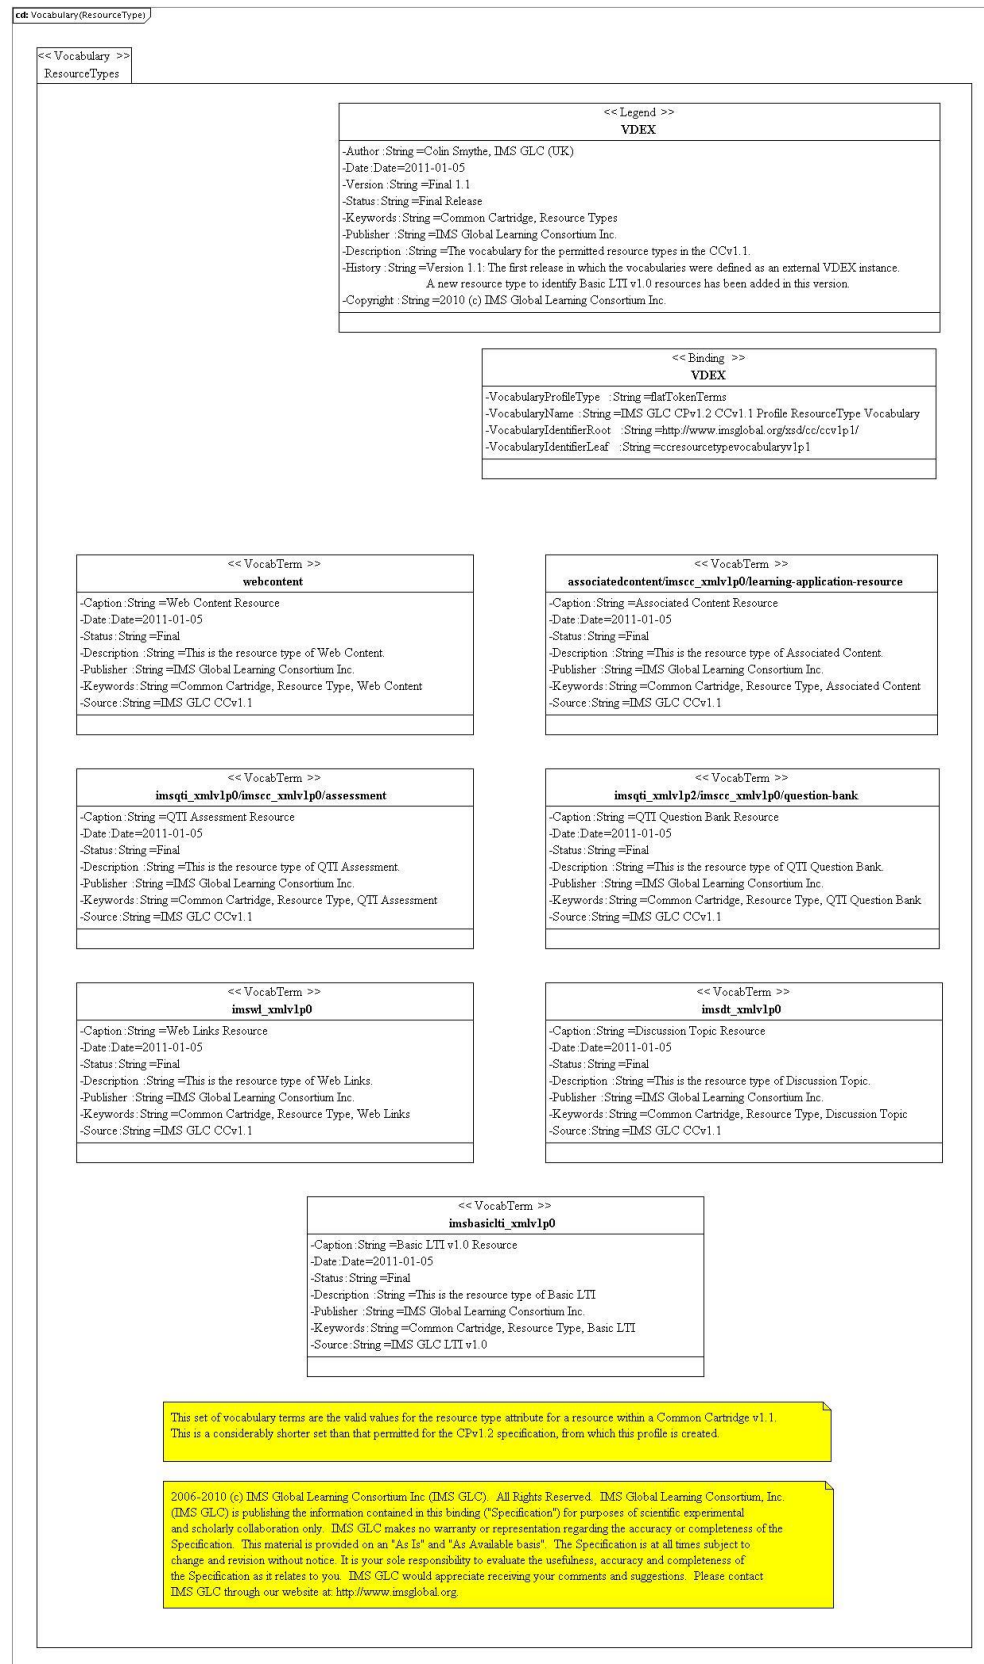 cd: Vocabulary(ResourceType)
<< Vocabulary >>
ResourceTypes
<< Legend >>
VDEX
-Author :String =Colin Smythe, IMS GLC (UK)
-Date :Date=2011-01-05
-Version :String =Final 1.1
-Status :String =Final Release
-Keywords :String =Common Cartridge, Resource Types
-Publisher :String =IMS Global Learning Consortium Inc.
-Description :String =The vocabulary for the permitted resource types in the CCv1.1.
-History :String =Version 1.1: The first release in which the vocabularies were defined as an external VDEX instance.
A new resource type to identify Basic LTI v1.0 resources has been added in this version.
-Copyright :String =2010 (c) IMS Global Learning Consortium Inc.
<< Binding >>
VDEX
-VocabularyProfileType :String =flatTokenTerms
-VocabularyName :String =IMS GLC CPv1.2 CCv1.1 Profile ResourceType Vocabulary
-VocabularyIdentifierRoot :String =http://www.imsglobal.org/xsd/cc/ccv1p1/
-VocabularyIdentifierLeaf :String =ccresourcetypevocabularyv1p1
<< VocabTerm >>
webcontent
-Caption :String =Web Content Resource
-Date :Date=2011-01-05
-Status :String =Final
-Description :String =This is the resource type of Web Content.
-Publisher :String =IMS Global Learning Consortium Inc.
-Keywords :String =Common Cartridge, Resource Type, Web Content
-Source :String =IMS GLC CCv1.1
<< VocabTerm >>
associatedcontent/imscc_xmlv1p0/learning-application-resource
-Caption :String =Associated Content Resource
-Date :Date=2011-01-05
-Status :String =Final
-Description :String =This is the resource type of Associated Content.
-Publisher :String =IMS Global Learning Consortium Inc.
-Keywords :String =Common Cartridge, Resource Type, Associated Content
-Source :String =IMS GLC CCv1.1
<< VocabTerm >>
imsqti_xmlv1p0/imscc_xmlv1p0/assessment
-Caption :String =QTI Assessment Resource
-Date :Date=2011-01-05
-Status :String =Final
-Description :String =This is the resource type of QTI Assessment.
-Publisher :String =IMS Global Learning Consortium Inc.
-Keywords :String =Common Cartridge, Resource Type, QTI Assessment
-Source :String =IMS GLC CCv1.1
<< VocabTerm >>
imsqti_xmlv1p2/imscc_xmlv1p0/question-bank
-Caption :String =QTI Question Bank Resource
-Date :Date=2011-01-05
-Status :String =Final
-Description :String =This is the resource type of QTI Question Bank.
-Publisher :String =IMS Global Learning Consortium Inc.
-Keywords :String =Common Cartridge, Resource Type, QTI Question Bank
-Source :String =IMS GLC CCv1.1
<< VocabTerm >>
imswl_xmlv1p0
-Caption :String =Web Links Resource
-Date :Date=2011-01-05
-Status :String =Final
-Description :String =This is the resource type of Web Links.
-Publisher :String =IMS Global Learning Consortium Inc.
-Keywords :String =Common Cartridge, Resource Type, Web Links
-Source :String =IMS GLC CCv1.1
<< VocabTerm >>
imsdt_xmlv1p0
-Caption :String =Discussion Topic Resource
-Date :Date=2011-01-05
-Status :String =Final
-Description :String =This is the resource type of Discussion Topic.
-Publisher :String =IMS Global Learning Consortium Inc.
-Keywords :String =Common Cartridge, Resource Type, Discussion Topic
-Source :String =IMS GLC CCv1.1
<< VocabTerm >>
imsbasiclti_xmlv1p0
-Caption :String =Basic LTI v1.0 Resource
-Date :Date=2011-01-05
-Status :String =Final
-Description :String =This is the resource type of Basic LTI
-Publisher :String =IMS Global Learning Consortium Inc.
-Keywords :String =Common Cartridge, Resource Type, Basic LTI
-Source :String =IMS GLC LTI v1.0
This set of vocabulary terms are the valid values for the resource type attribute for a resource within a Common Cartridge v1.1.
This is a considerably shorter set than that permitted for the CPv1.2 specification, from which this profile is created.
2006-2010 (c) IMS Global Learning Consortium Inc (IMS GLC). All Rights Reserved. IMS Global Learning Consortium, Inc.
(IMS GLC) is publishing the information contained in this binding ("Specification") for purposes of scientific experimental
and scholarly collaboration only. IMS GLC makes no warranty or representation regarding the accuracy or completeness of the
Specification. This material is provided on an "As Is" and "As Available basis". The Specification is at all times subject to
change and revision without notice. It is your sole responsibility to evaluate the usefulness, accuracy and completeness of
the Specification as it relates to you. IMS GLC would appreciate receiving your comments and suggestions. Please contact
IMS GLC through our website at: http://www.imsglobal.org.